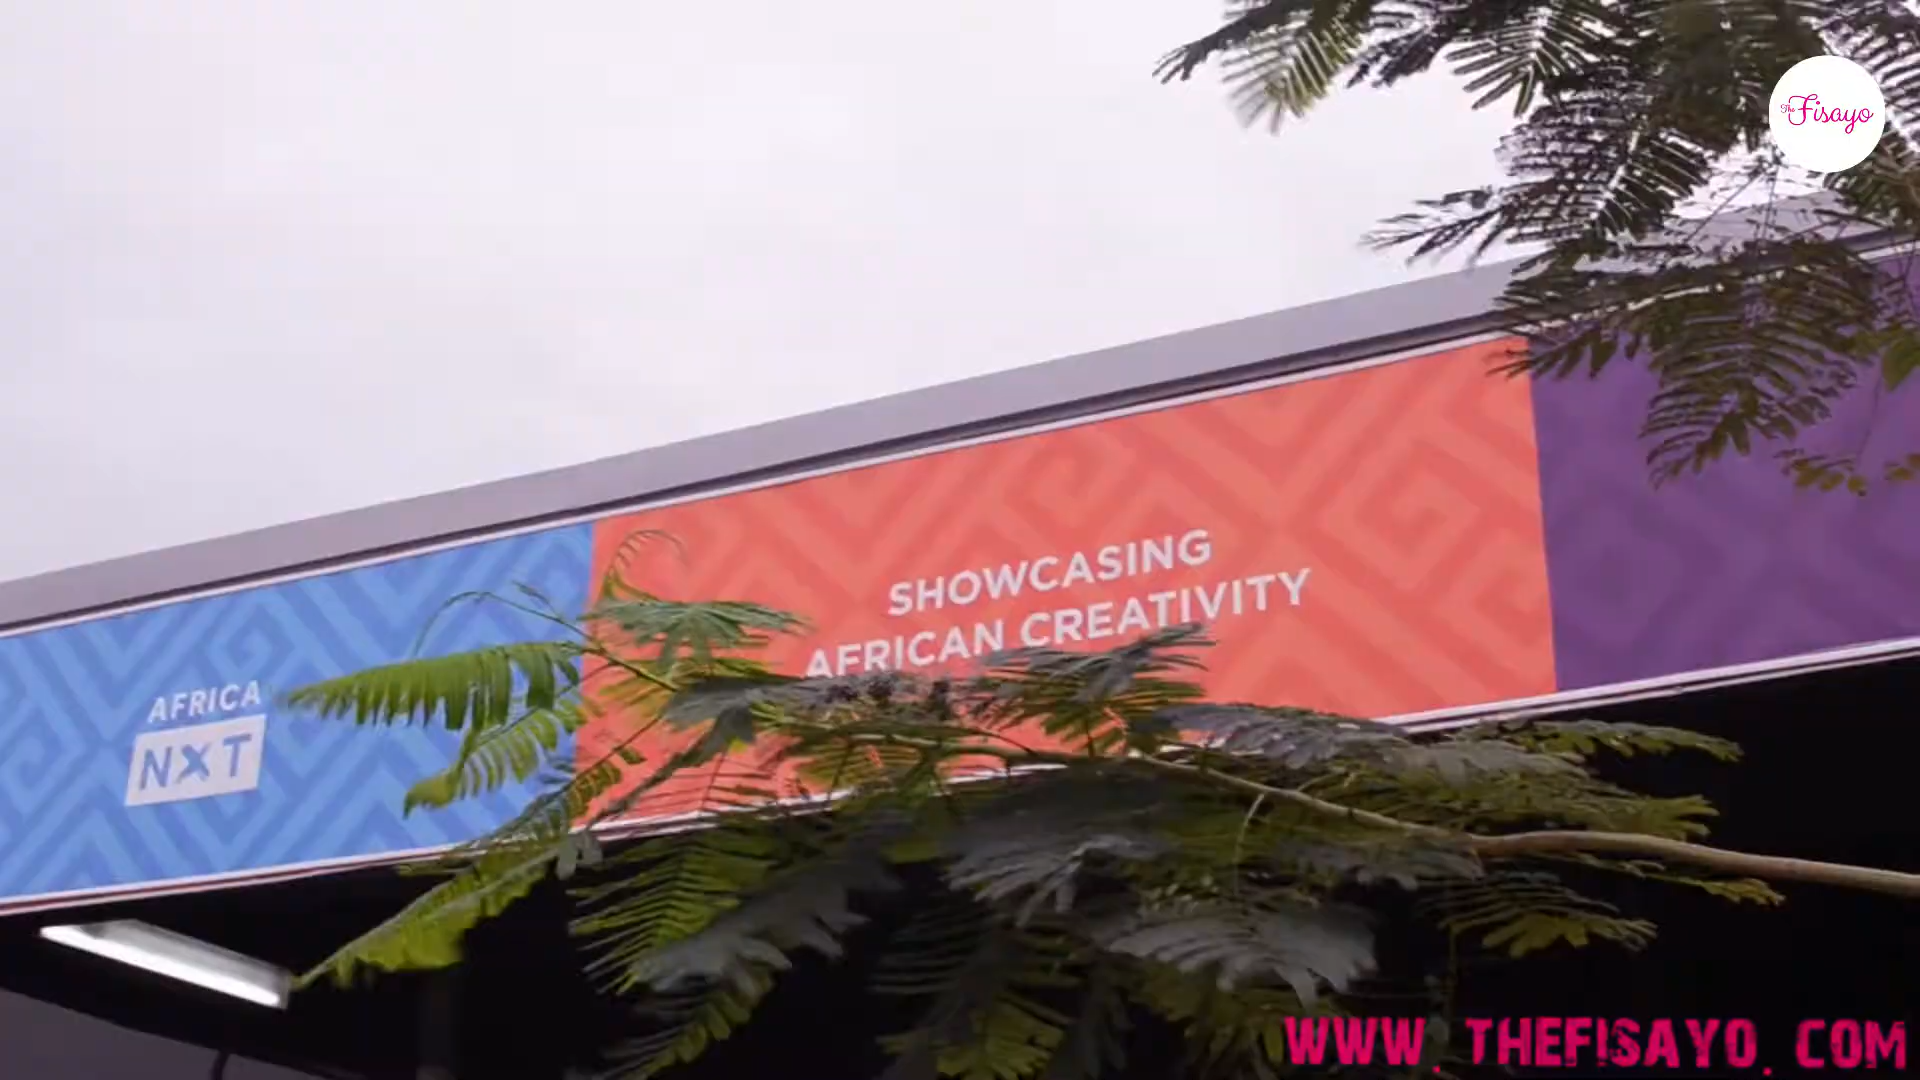 The Fisayo
SHOWCASING
AFRICAN CREATIVITY
AFRICA
NXT
WWW. THEFISAYO. COM